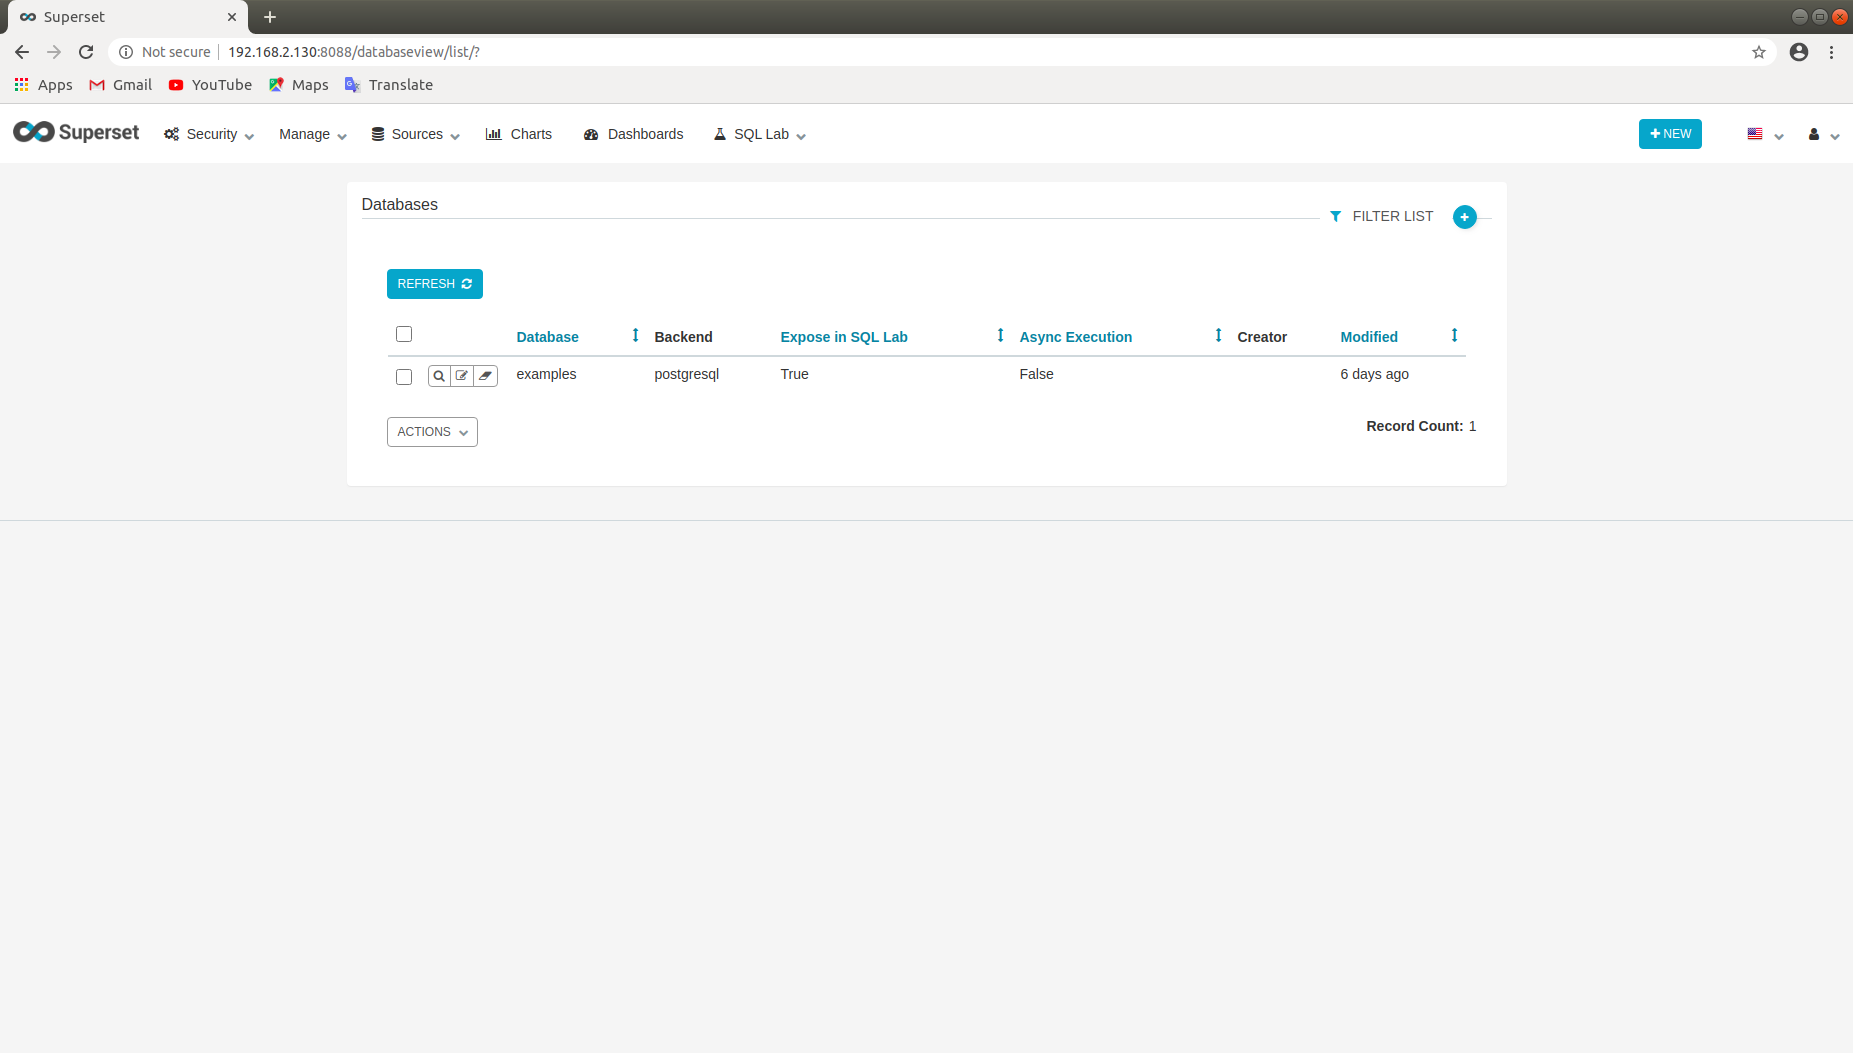 Superset
Not secure 192.168.2.130:8088/databaseview/list/?
Apps Gmail YouTube Maps Translate
Superset Security Manage Sources Charts Dashboards SQL Lab NEW
Databases
FILTER LIST
REFRESH
Database Backend Expose in SQL Lab Async Execution Creator Modified
examples postgresql True False 6 days ago
ACTIONS Record Count: 1